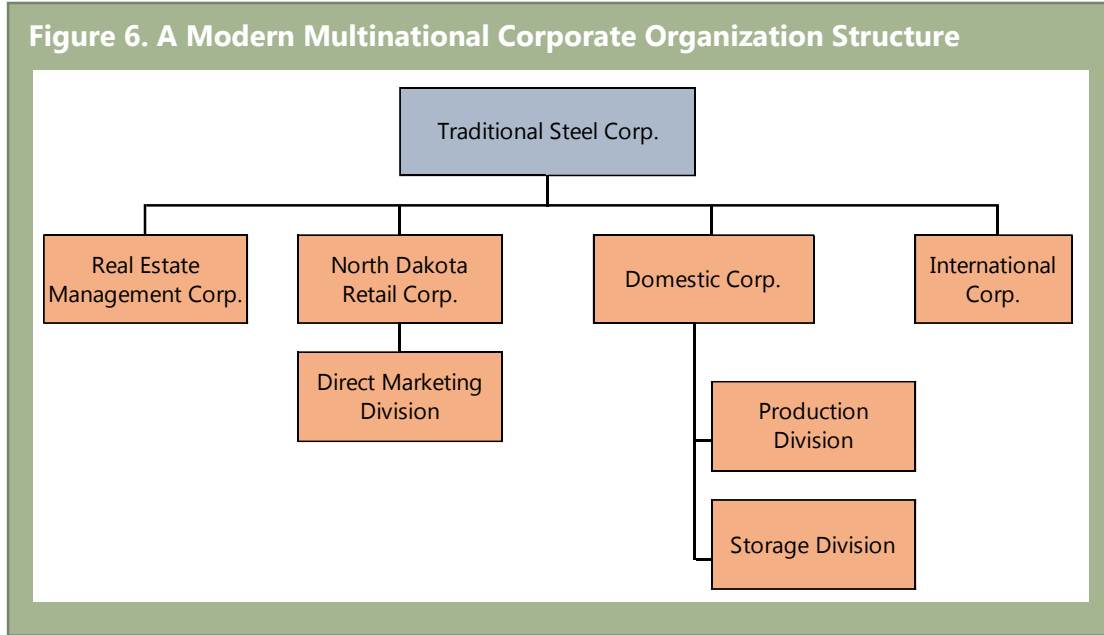 Figure 6. A Modern Multinational Corporate Organization Structure
Traditional Steel Corp.
Real Estate
Management Corp.
North Dakota
Retail Corp.
Domestic Corp.
International
Corp.
Direct Marketing
Division
Production
Division
Storage Division